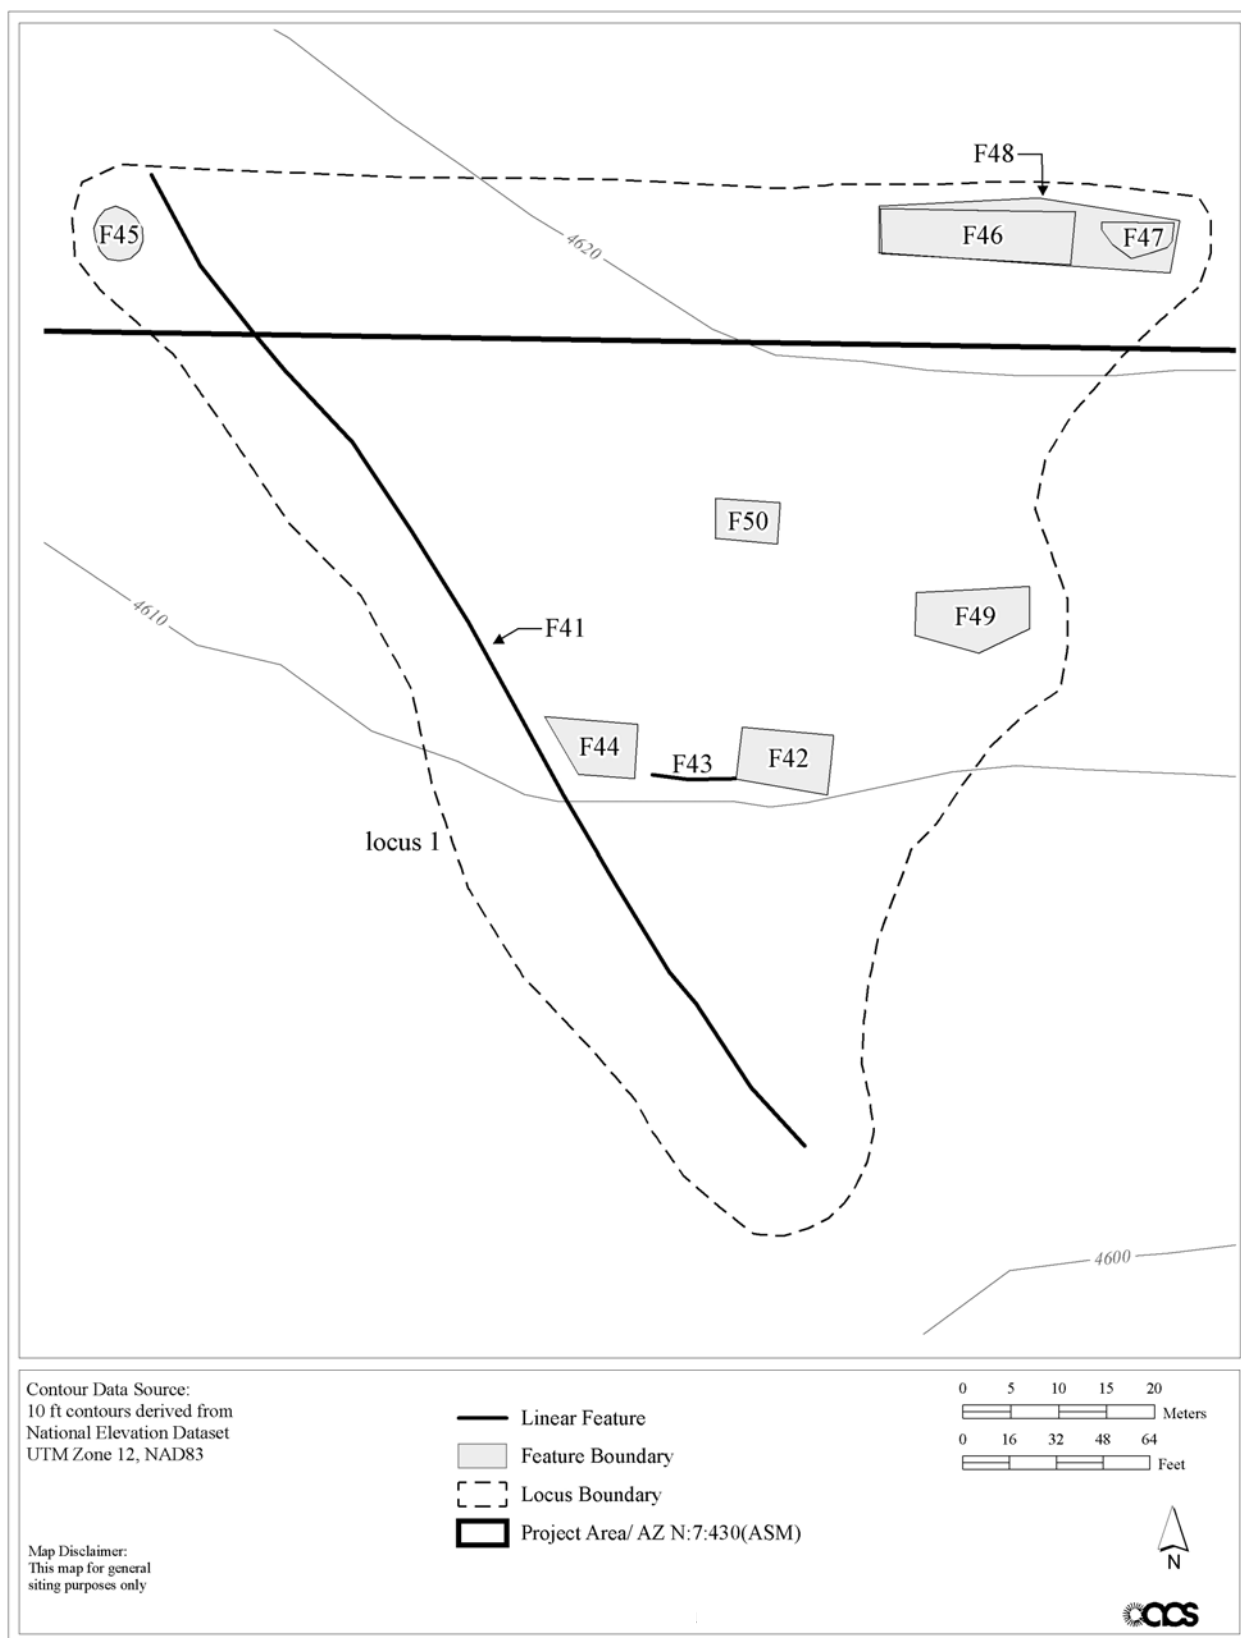 F48
F45
F46
F47
4620
F50
4610
F49
F41
F44
F43
F42
locus 1
4600
Contour Data Source:
10 ft contours derived from
National Elevation Dataset
UTM Zone 12, NAD83
Map Disclaimer:
This map for general
siting purposes only
Linear Feature
Feature Boundary
Locus Boundary
Project Area/ AZ N:7:430(ASM)
0 5 10 15 20
Meters
0 16 32 48 64
Feet
N
acs